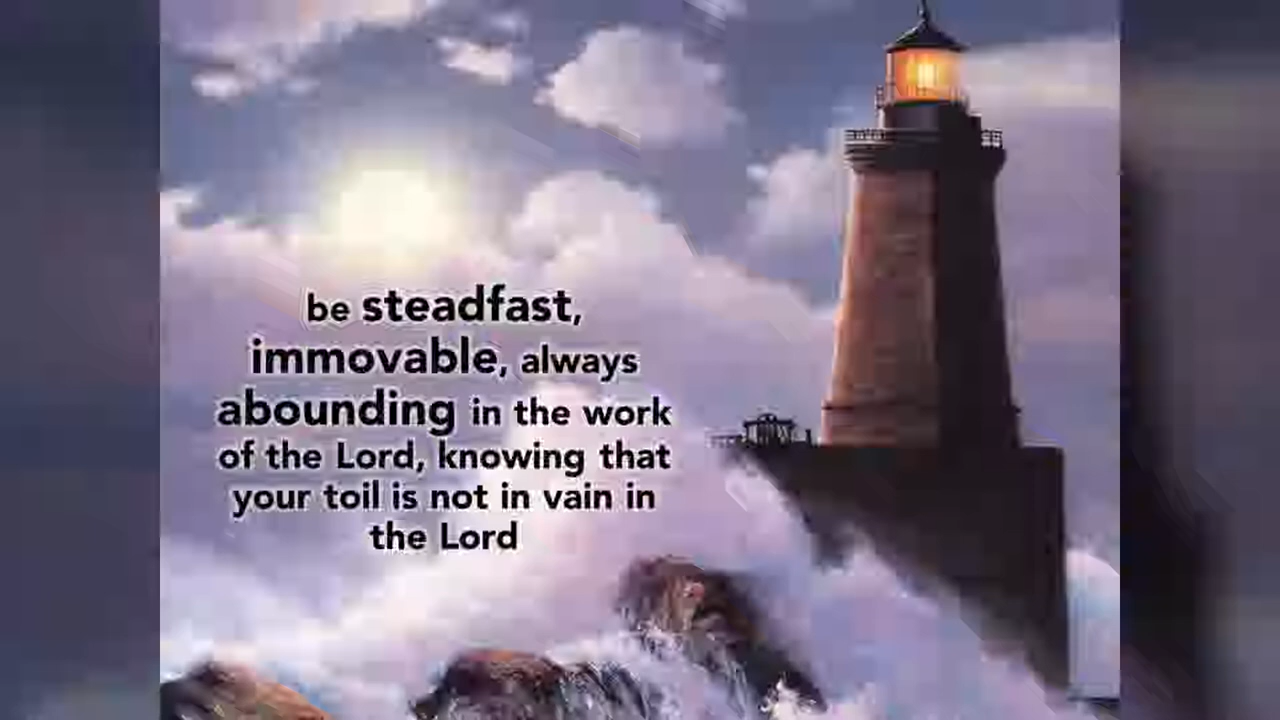 be steadfast,
immovable, always
abounding in the work
of the Lord, knowing that
your toil is not in vain in
the Lord